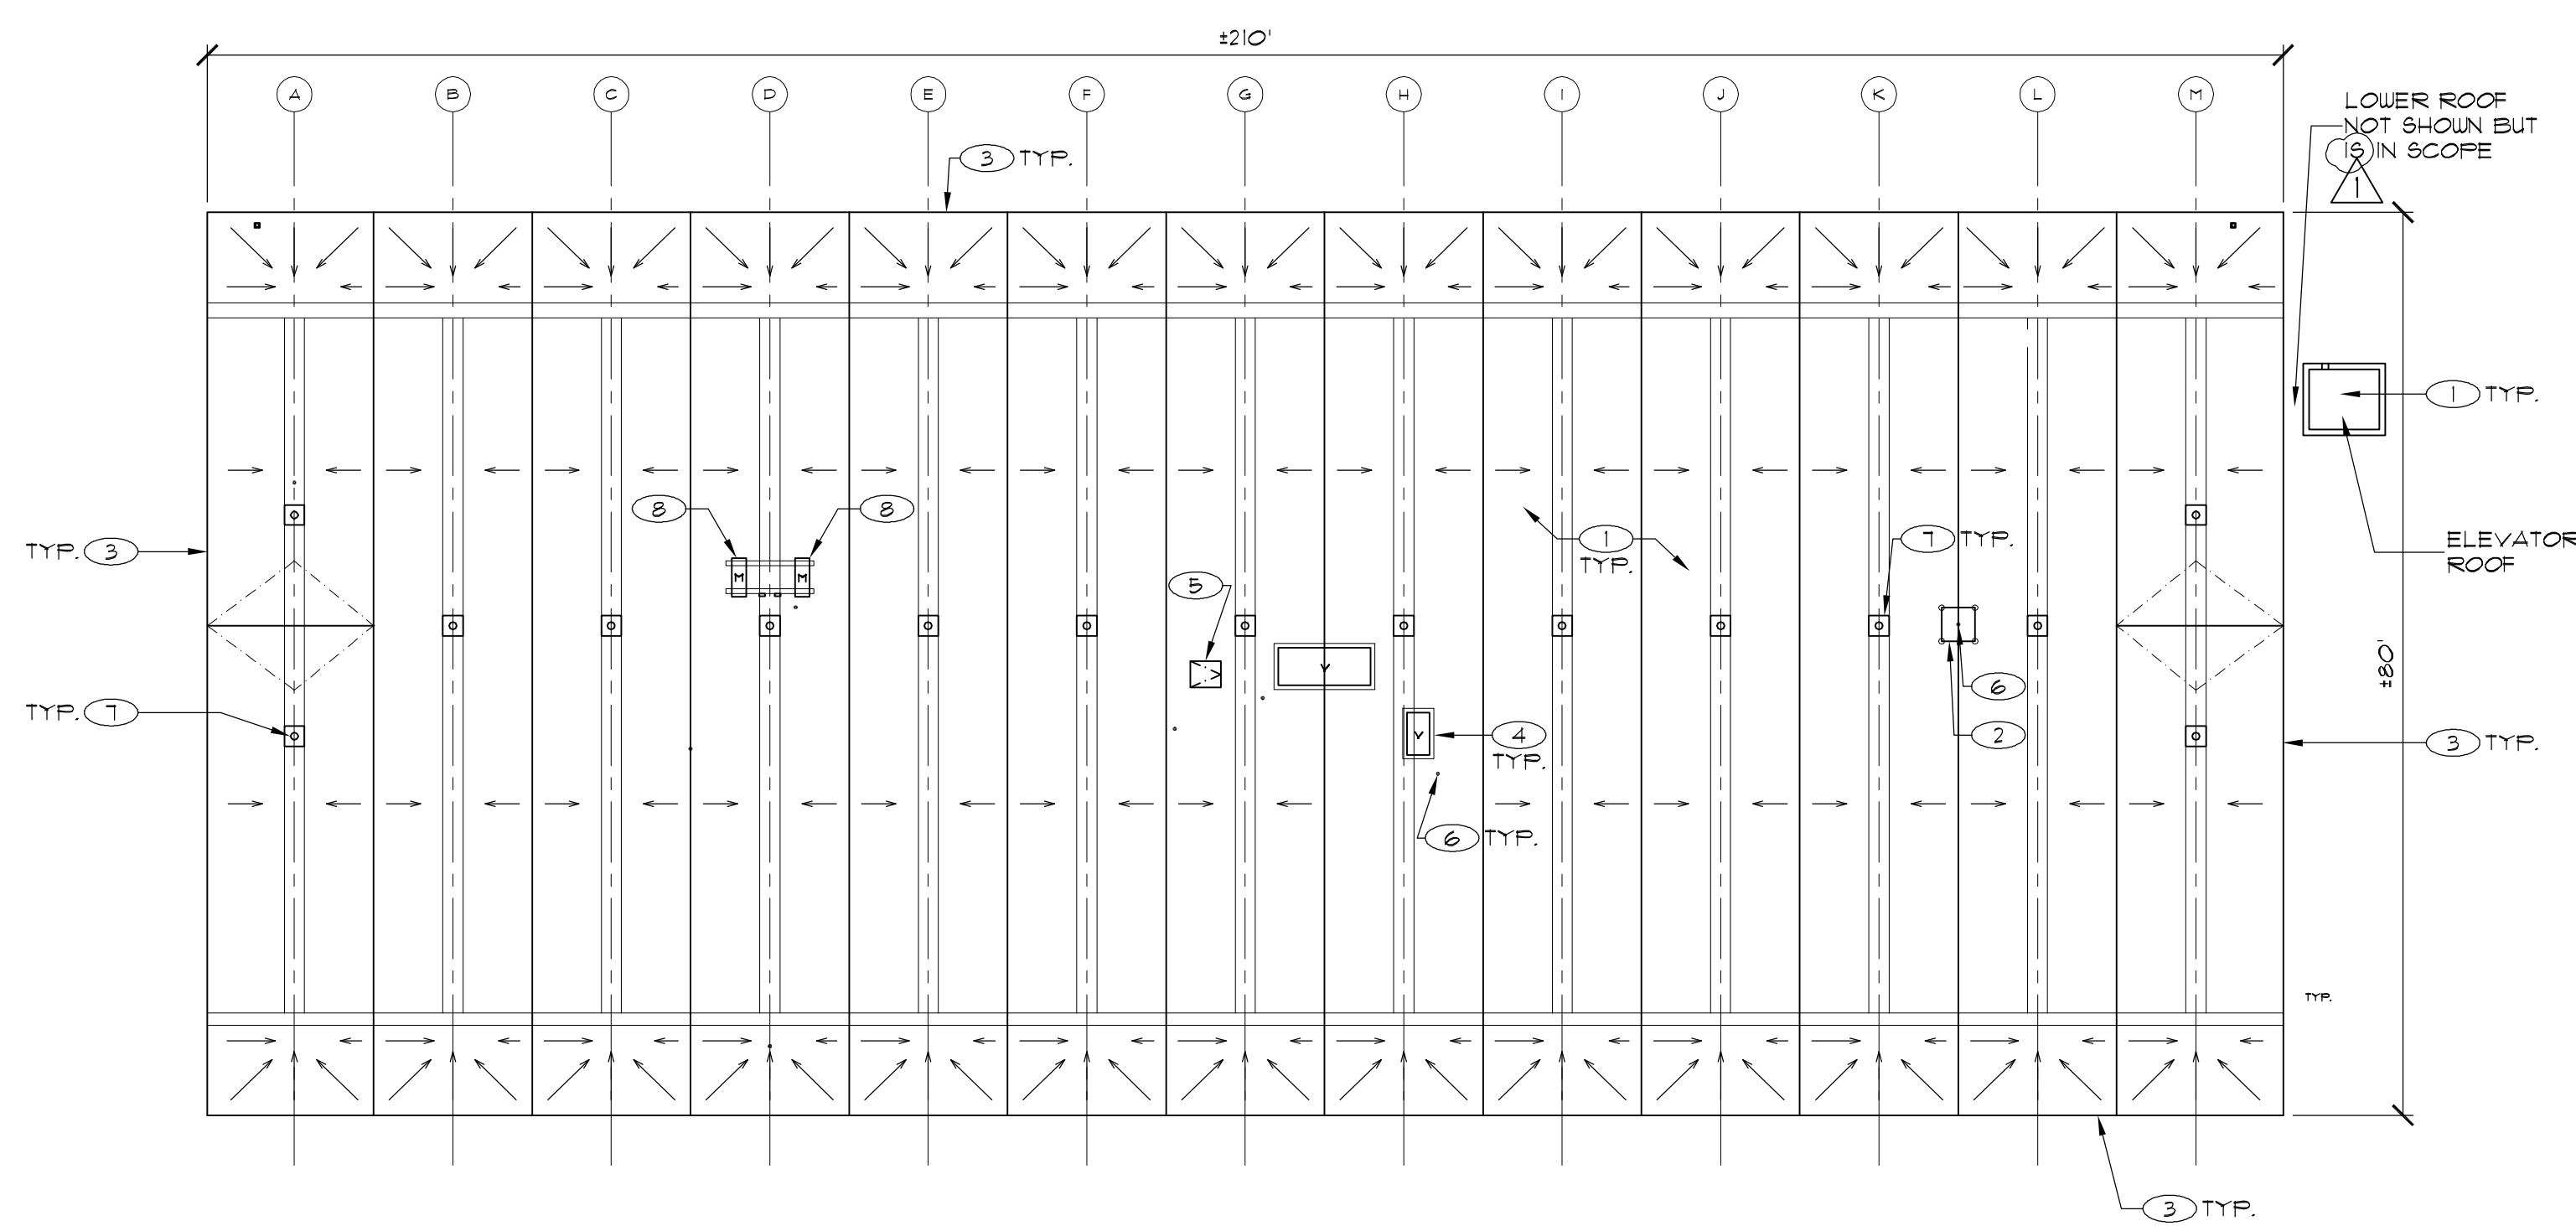 ±210'
A B C D E F G H I J K L M
LOWER ROOF
NOT SHOWN BUT
IS IN SCOPE
1
3 TYP.
1 TYP.
8 8
TYP. 3
1
TYP.
7 TYP.
ELEVATOR
ROOF
5
M M
V
±80'
6
TYP. 7
V
4
TYP.
2
3 TYP.
6 TYP.
TYP.
3 TYP.